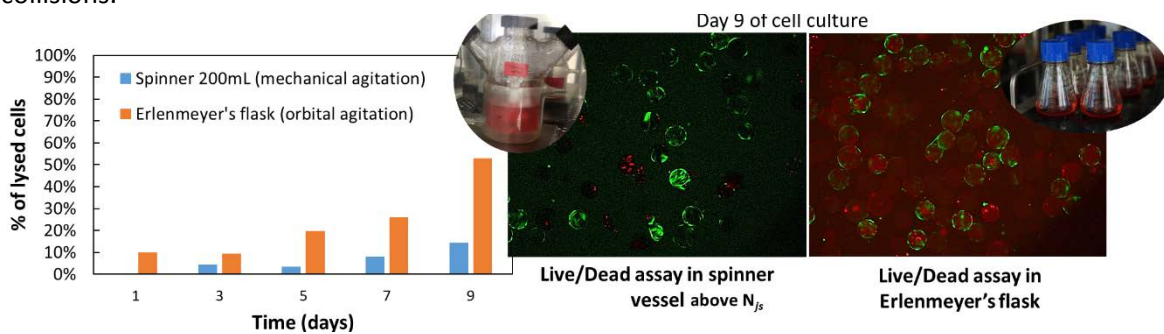 collisions.
Day 9 of cell culture
100%
90%
80%
70%
60%
50%
40%
30%
20%
10%
0%
% of lysed cells
Spinner 200mL (mechanical agitation)
Erlenmeyer's flask (orbital agitation)
1 3 5 7 9
Time (days)
Live/Dead assay in spinner
vessel above Njs
Live/Dead assay in
Erlenmeyer’s flask